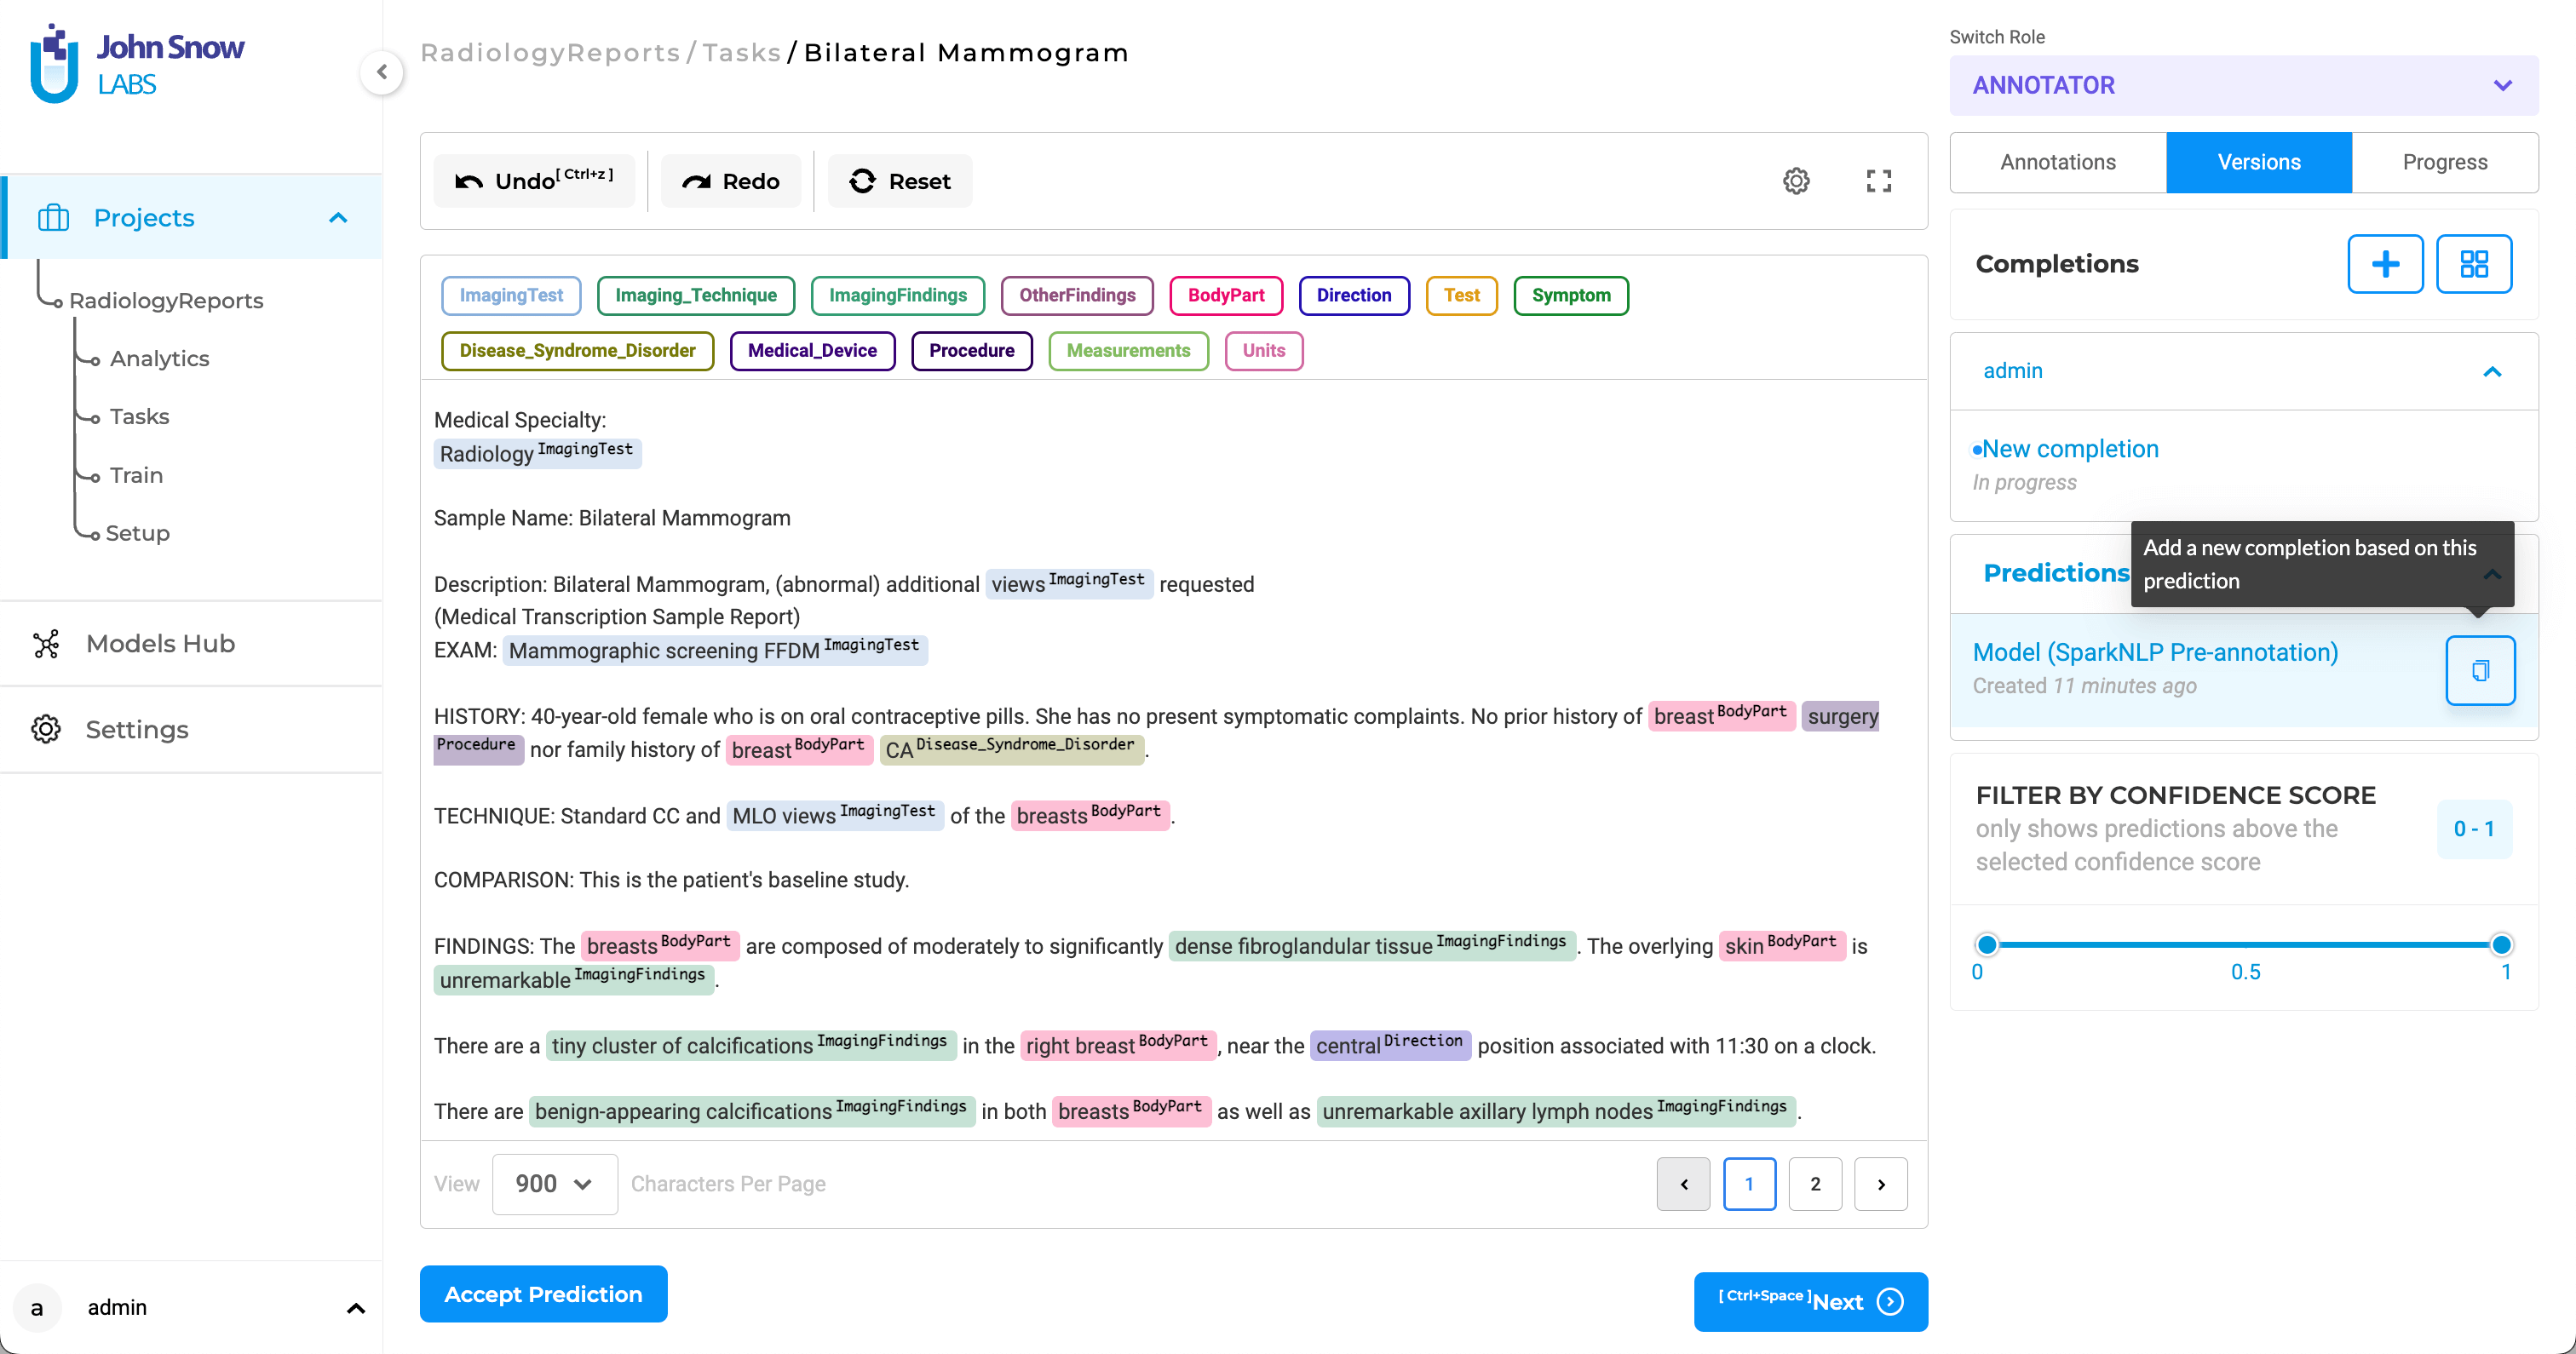 John Snow
LABS
Projects
RadiologyReports
Analytics
Tasks
Train
Setup
Models Hub
Settings
a admin
RadiologyReports/Tasks/Bilateral Mammogram
Undo[ Ctrl+z ] Redo Reset
ImagingTest Imaging_Technique ImagingFindings OtherFindings BodyPart Direction Test Symptom
Disease_Syndrome_Disorder Medical_Device Procedure Measurements Units
Medical Specialty:
Radiology ImagingTest
Sample Name: Bilateral Mammogram
Description: Bilateral Mammogram, (abnormal) additional views ImagingTest requested
(Medical Transcription Sample Report)
EXAM: Mammographic screening FFDM ImagingTest
HISTORY: 40-year-old female who is on oral contraceptive pills. She has no present symptomatic complaints. No prior history of breast BodyPart surgery
Procedure nor family history of breast BodyPart CA Disease_Syndrome_Disorder.
TECHNIQUE: Standard CC and MLO views ImagingTest of the breasts BodyPart.
COMPARISON: This is the patient's baseline study.
FINDINGS: The breasts BodyPart are composed of moderately to significantly dense fibroglandular tissue ImagingFindings. The overlying skin BodyPart is
unremarkable ImagingFindings.
There are a tiny cluster of calcifications ImagingFindings in the right breast BodyPart, near the central Direction position associated with 11:30 on a clock.
There are benign-appearing calcifications ImagingFindings in both breasts BodyPart as well as unremarkable axillary lymph nodes ImagingFindings.
View 900 Characters Per Page
1 2
Accept Prediction
[ Ctrl+Space ]Next
Switch Role
ANNOTATOR
Annotations Versions Progress
Completions
admin
New completion
In progress
Add a new completion based on this
prediction
Predictions
Model (SparkNLP Pre-annotation)
Created 11 minutes ago
FILTER BY CONFIDENCE SCORE
only shows predictions above the
selected confidence score
0 - 1
0 0.5 1